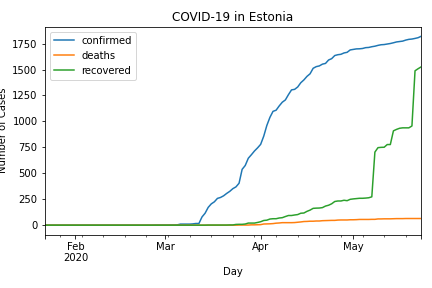 COVID-19 in Estonia
confirmed
deaths
recovered
1750
1500
1250
1000
750
500
250
0
Number of Cases
Feb
2020
Mar
Apr
May
Day